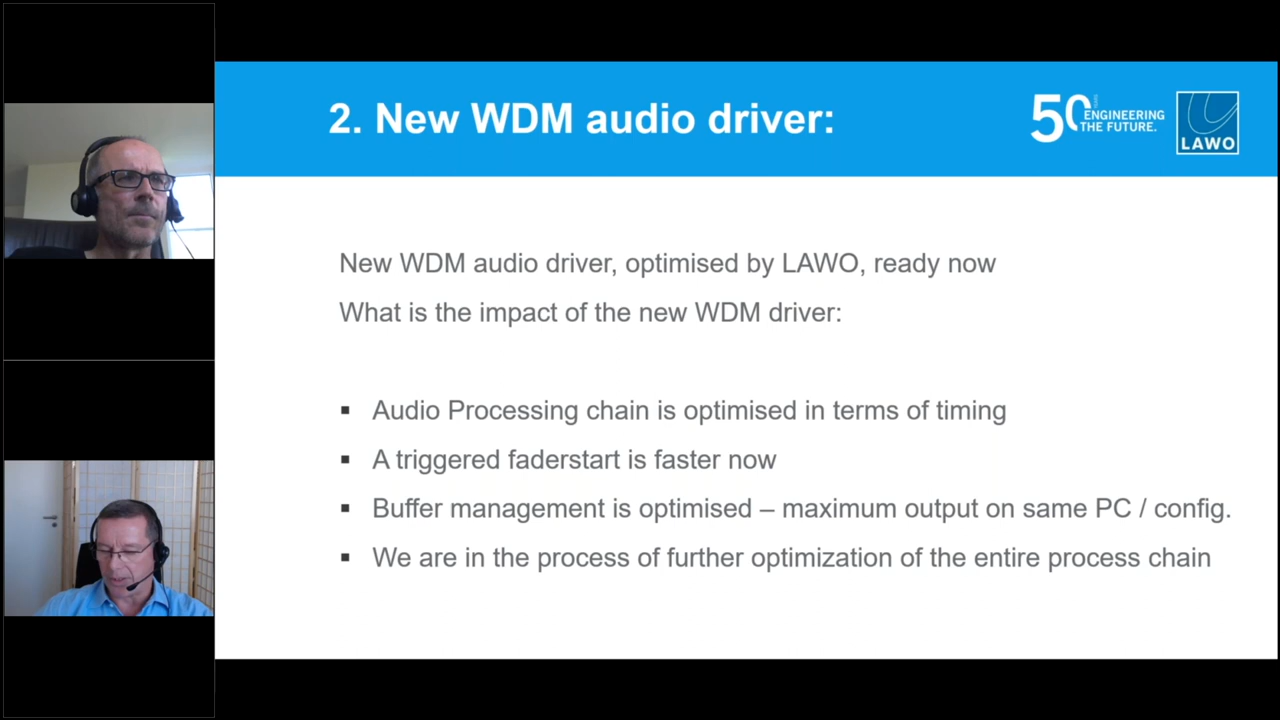 2. New WDM audio driver:
50 YEARS ENGINEERING
THE FUTURE.
LAWO
New WDM audio driver, optimised by LAWO, ready now
What is the impact of the new WDM driver:
▪ Audio Processing chain is optimised in terms of timing
▪ A triggered faderstart is faster now
▪ Buffer management is optimised – maximum output on same PC / config.
▪ We are in the process of further optimization of the entire process chain